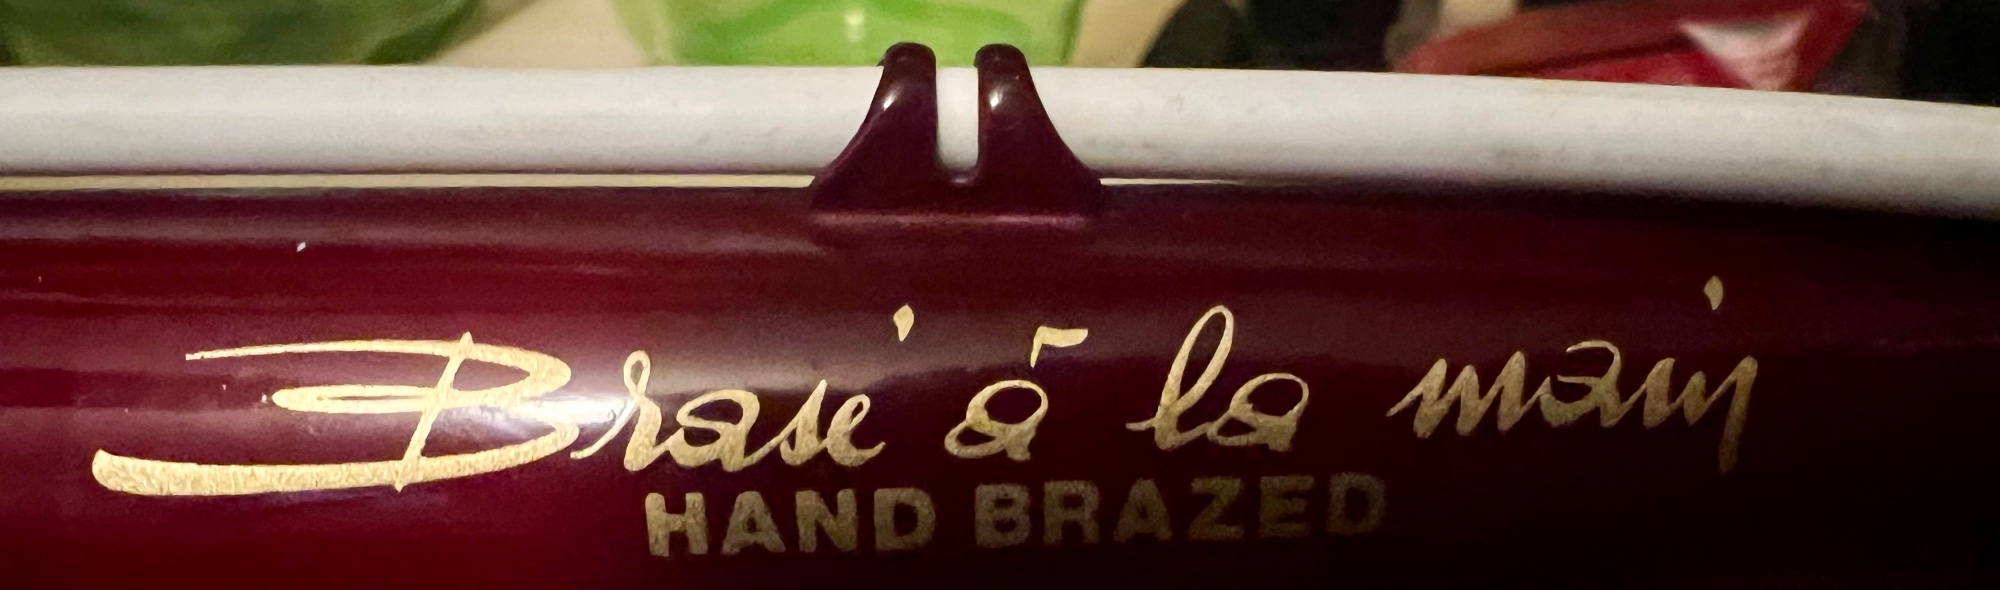 Brasé à la main
HAND BRAZED